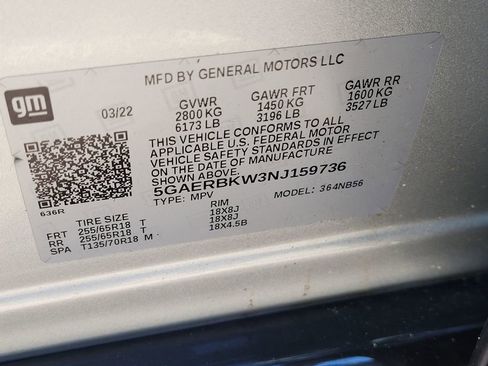 gm
MFD BY GENERAL MOTORS LLC
03/22 GVWR GAWR FRT GAWR RR
2800 KG 1450 KG 1600 KG
6173 LB 3196 LB 3527 LB
THIS VEHICLE CONFORMS TO ALL
APPLICABLE U.S. FEDERAL MOTOR
VEHICLE SAFETY STANDARDS IN EFFECT
ON THE DATE OF MANUFACTURE
SHOWN ABOVE.
5GAERBKW3NJ159736
TYPE: MPV MODEL: 364NB56
636R
TIRE SIZE RIM
FRT 255/65R18 T 18X8J
RR 255/65R18 T 18X8J
SPA T135/70R18 M 18X4.5B